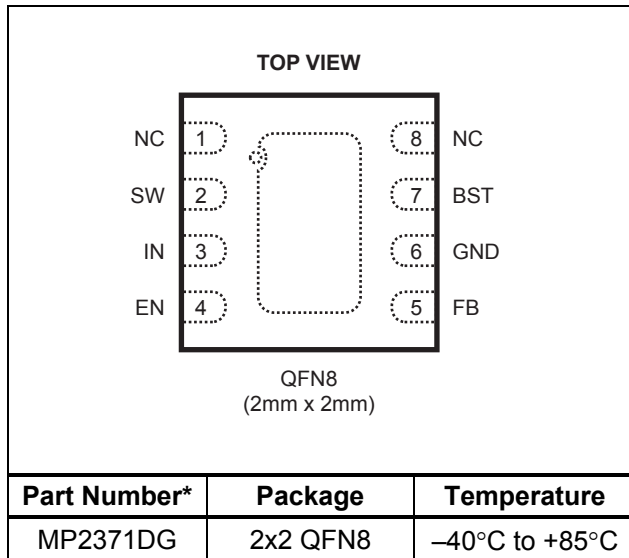 TOP VIEW
NC 1 8 NC
SW 2 7 BST
IN 3 6 GND
EN 4 5 FB
QFN8
(2mm x 2mm)
Part Number* Package Temperature
MP2371DG 2x2 QFN8 –40°C to +85°C